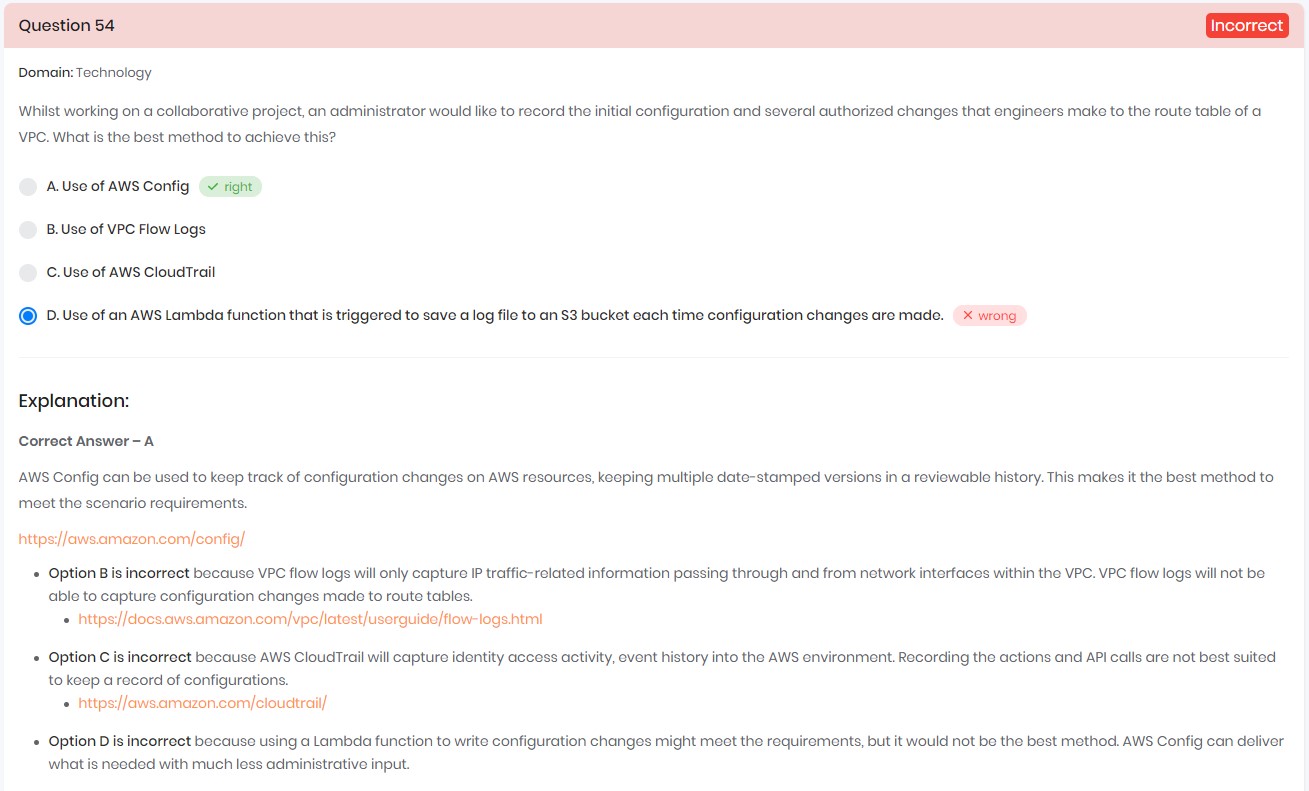 Question 54
Incorrect
Domain: Technology
Whilst working on a collaborative project, an administrator would like to record the initial configuration and several authorized changes that engineers make to the route table of a
VPC. What is the best method to achieve this?
A. Use of AWS Config
right
B. Use of VPC Flow Logs
C. Use of AWS CloudTrail
D. Use of an AWS Lambda function that is triggered to save a log file to an S3 bucket each time configuration changes are made.
wrong
Explanation:
Correct Answer – A
AWS Config can be used to keep track of configuration changes on AWS resources, keeping multiple date-stamped versions in a reviewable history. This makes it the best method to
meet the scenario requirements.
https://aws.amazon.com/config/
Option B is incorrect because VPC flow logs will only capture IP traffic-related information passing through and from network interfaces within the VPC. VPC flow logs will not be
able to capture configuration changes made to route tables.
https://docs.aws.amazon.com/vpc/latest/userguide/flow-logs.html
Option C is incorrect because AWS CloudTrail will capture identity access activity, event history into the AWS environment. Recording the actions and API calls are not best suited
to keep a record of configurations.
https://aws.amazon.com/cloudtrail/
Option D is incorrect because using a Lambda function to write configuration changes might meet the requirements, but it would not be the best method. AWS Config can deliver
what is needed with much less administrative input.